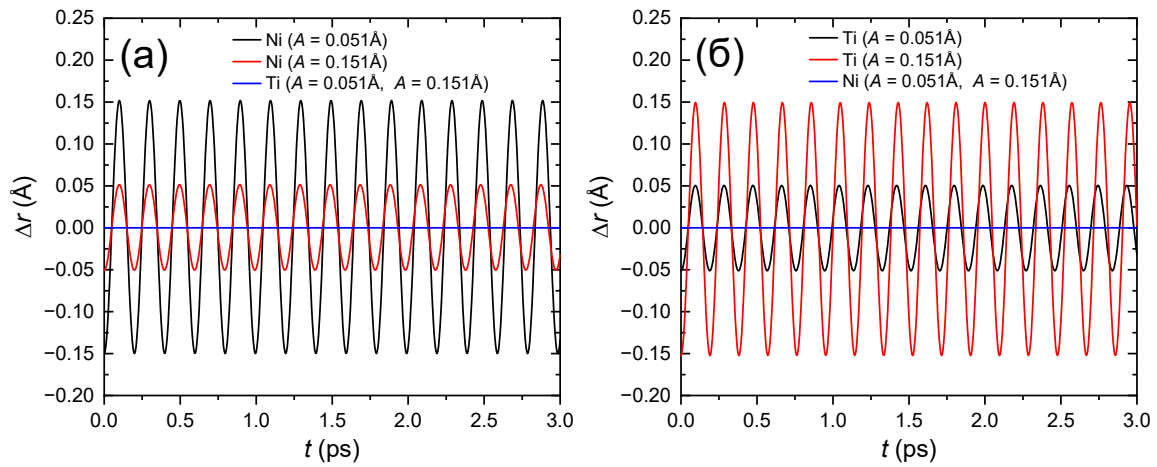 (а)
Ni (A = 0.051Å)
Ni (A = 0.151Å)
Ti (A = 0.051Å, A = 0.151Å)
0.25
0.20
0.15
0.10
0.05
0.00
−0.05
−0.10
−0.15
−0.20
Δr (Å)
0.0 0.5 1.0 1.5 2.0 2.5 3.0
t (ps)
(б)
Ti (A = 0.051Å)
Ti (A = 0.151Å)
Ni (A = 0.051Å, A = 0.151Å)
0.25
0.20
0.15
0.10
0.05
0.00
−0.05
−0.10
−0.15
−0.20
Δr (Å)
0.0 0.5 1.0 1.5 2.0 2.5 3.0
t (ps)